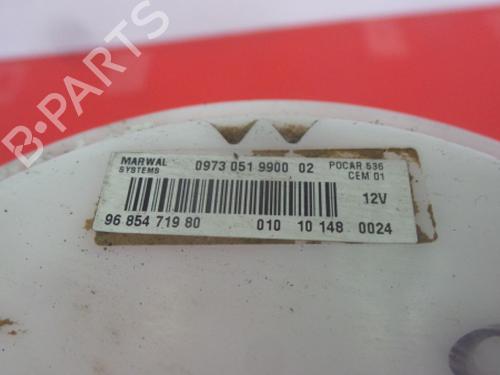 B-PARTS
MARWAL 0973 051 9900 02 POCAR 536
SYSTEMS CEM 01
12V
96 854 719 80 010 10 148 0024